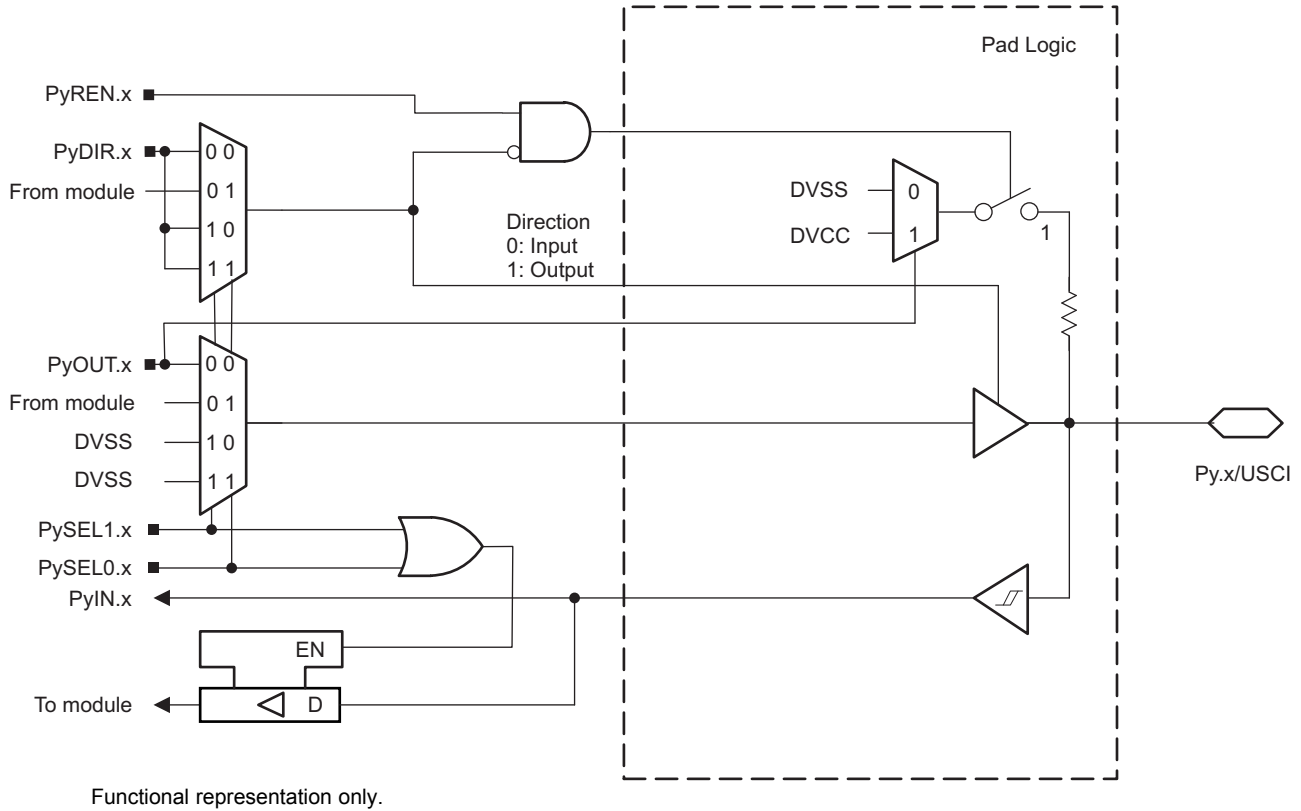 Pad Logic
PyREN.x
PyDIR.x
0 0
From module
0 1
1 0
1 1
Direction
0: Input
1: Output
DVSS
0
DVCC
1
1
PyOUT.x
0 0
From module
0 1
DVSS
1 0
DVSS
1 1
Py.x/USCI
PySEL1.x
PySEL0.x
PyIN.x
EN
To module
D
Functional representation only.